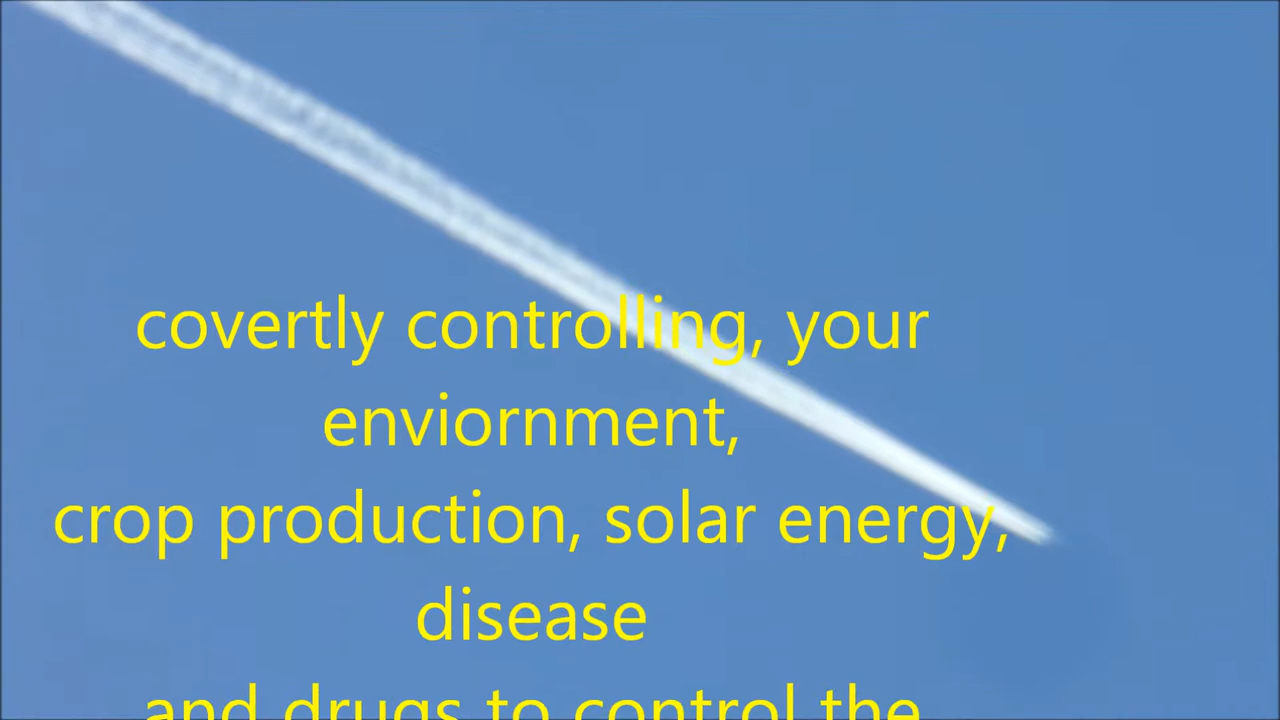 covertly controlling, your
enviornment,
crop production, solar energy,
disease
and drugs to control the